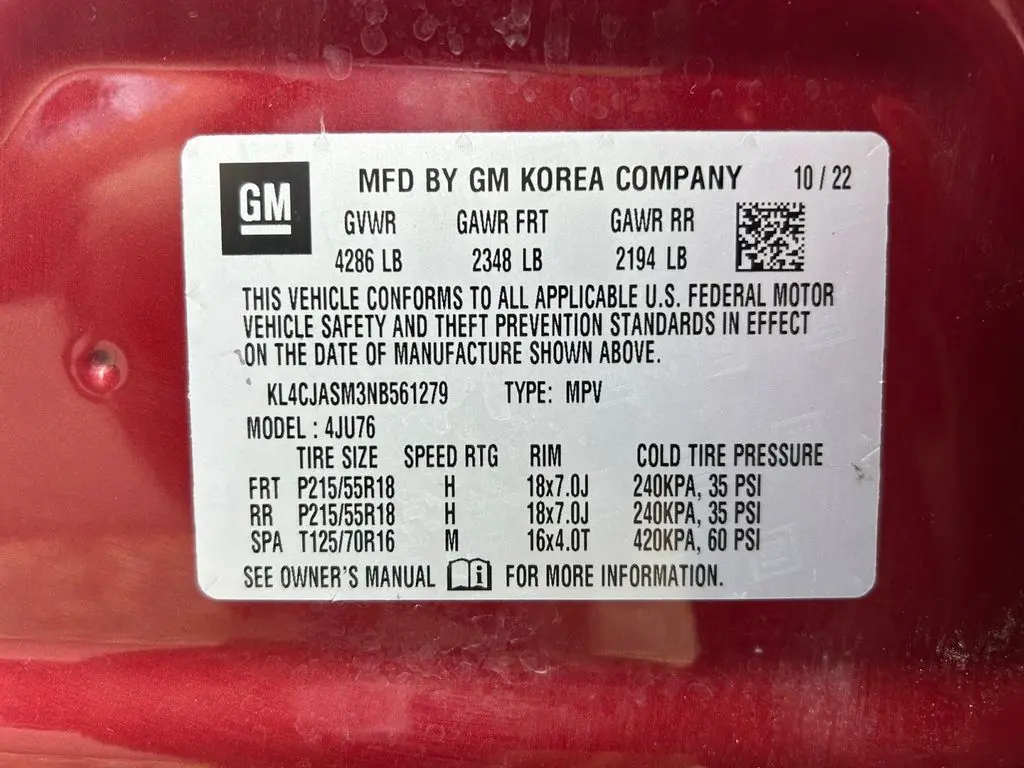 GM
MFD BY GM KOREA COMPANY 10 / 22
GVWR GAWR FRT GAWR RR
4286 LB 2348 LB 2194 LB
THIS VEHICLE CONFORMS TO ALL APPLICABLE U.S. FEDERAL MOTOR
VEHICLE SAFETY AND THEFT PREVENTION STANDARDS IN EFFECT
ON THE DATE OF MANUFACTURE SHOWN ABOVE.
KL4CJASM3NB561279 TYPE: MPV
MODEL : 4JU76
TIRE SIZE SPEED RTG RIM COLD TIRE PRESSURE
FRT P215/55R18 H 18x7.0J 240KPA, 35 PSI
RR P215/55R18 H 18x7.0J 240KPA, 35 PSI
SPA T125/70R16 M 16x4.0T 420KPA, 60 PSI
SEE OWNER'S MANUAL i FOR MORE INFORMATION.